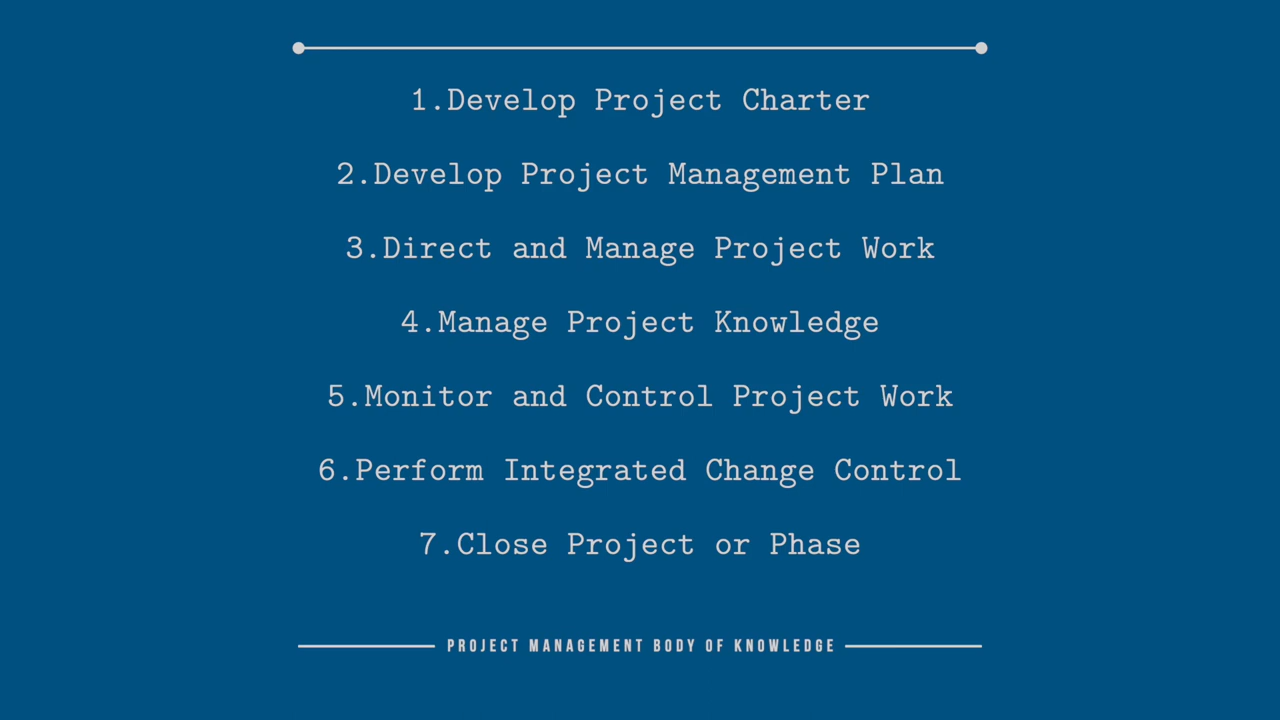 1.Develop Project Charter
2.Develop Project Management Plan
3.Direct and Manage Project Work
4.Manage Project Knowledge
5.Monitor and Control Project Work
6.Perform Integrated Change Control
7.Close Project or Phase
PROJECT MANAGEMENT BODY OF KNOWLEDGE